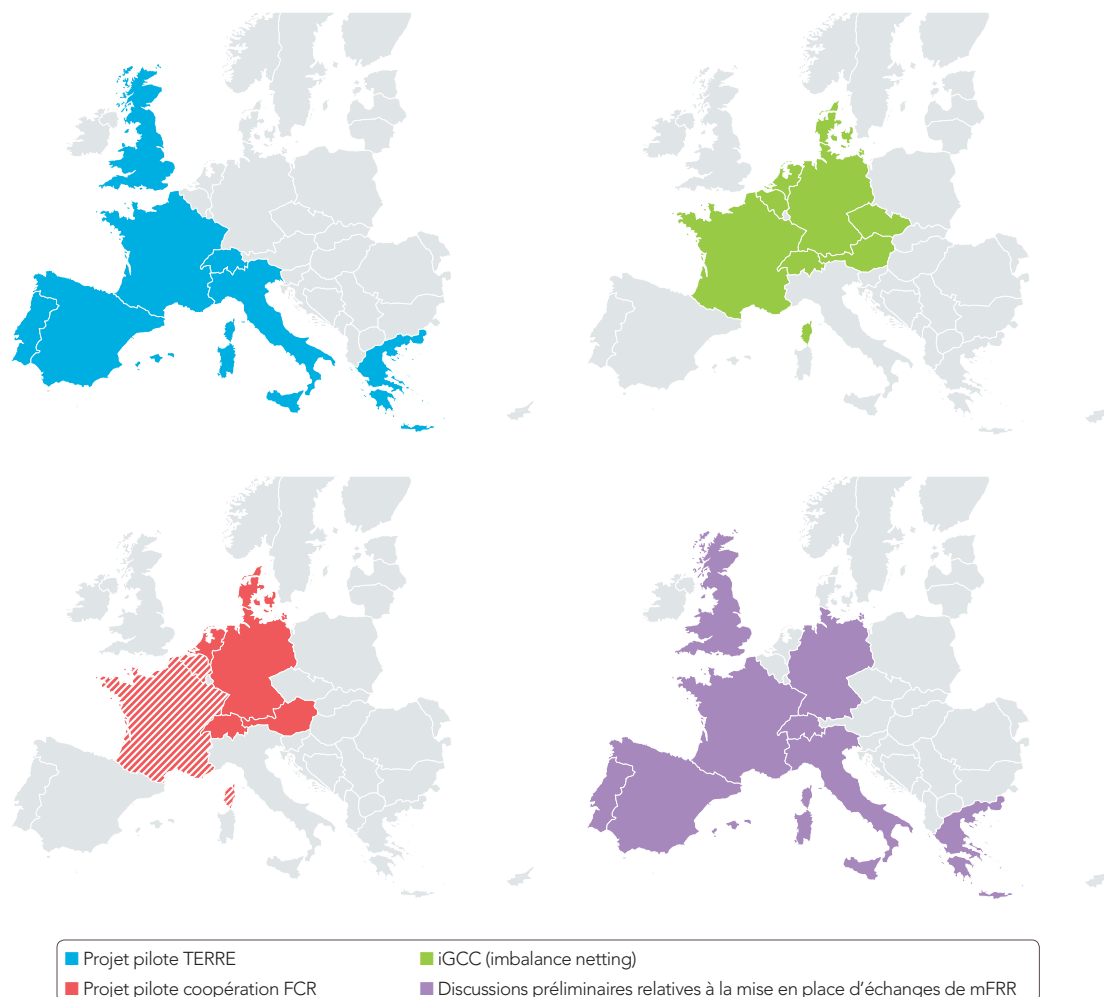 Projet pilote TERRE
iGCC (imbalance netting)
Projet pilote coopération FCR
Discussions préliminaires relatives à la mise en place d'échanges de mFRR